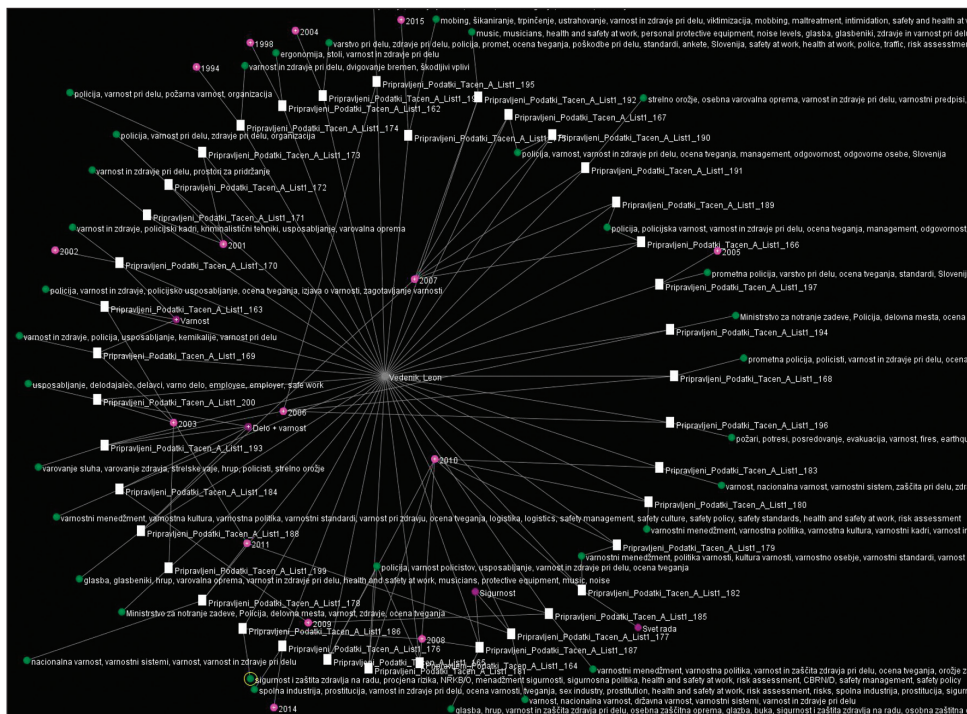 2015
mobing, šikaniranje, trpinčenje, ustrahovanje, varnost in zdravje pri delu, viktimizacija, mobbing, maltreatment, intimidation, safety and health at w
2004
music, musicians, health and safety at work, personal protective equipment, noise levels, glasba, glasbeniki, zdravje in varnost
1998
varstvo pri delu, zdravje pri delu, policija, promet, ocena tveganja, poškodbe pri delu, standardi, ankete, Slovenija, safety at work, health at work, police, traffic, risk assessment
ergonomija, stoli, varnost in zdravje pri delu
1994
varnost in zdravje pri delu, dvigovanje bremen, škodljivi vplivi
Pripravljeni_Podatki_Tacen_A_List1_195
policija, varnost pri delu, požarna varnost, organizacija
Pripravljeni_Podatki_Tacen_A_List1_192
strelno orožje, osebna varovalna oprema, varnost in zdravje pri delu, varnostni predpisi,
Pripravljeni_Podatki_Tacen_A_List1_162
Pripravljeni_Podatki_Tacen_A_List1_167
Pripravljeni_Podatki_Tacen_A_List1_174
policija, varnost pri delu, zdravje pri delu, organizacija
Pripravljeni_Podatki_Tacen_A_List1_190
Pripravljeni_Podatki_Tacen_A_List1_173
policija, varnost, varnost in zdravje pri delu, ocena tveganja, management, odgovornost, odgovorne osebe, Slovenija
varnost in zdravje pri delu, prostori za pridržanje
Pripravljeni_Podatki_Tacen_A_List1_191
Pripravljeni_Podatki_Tacen_A_List1_172
Pripravljeni_Podatki_Tacen_A_List1_189
Pripravljeni_Podatki_Tacen_A_List1_171
varnost in zdravje, policijski kadri, kriminalistični tehniki, usposabljanje, varovalna oprema
policija, policijska varnost, varnost in zdravje pri delu, ocena tveganja, management, odgovornost
2001
Pripravljeni_Podatki_Tacen_A_List1_166
2002
2005
Pripravljeni_Podatki_Tacen_A_List1_170
prometna policija, varstvo pri delu, ocena tveganja, standardi, Slovenij
2007
Pripravljeni_Podatki_Tacen_A_List1_197
policija, varnost in zdravje, policijsko usposabljanje, ocena tveganja, izjava o varnosti, zagotavljanje varnosti
Pripravljeni_Podatki_Tacen_A_List1_163
Ministrstvo za notranje zadeve, Policija, delovna mesta, ocena
Varnost
Pripravljeni_Podatki_Tacen_A_List1_194
varnost in zdravje, policija, usposabljanje, kemikalije, varnost pri delu
Pripravljeni_Podatki_Tacen_A_List1_169
prometna policija, policisti, varnost in zdravje pri delu, ocena
Vedenik, Leon
Pripravljeni_Podatki_Tacen_A_List1_168
usposabljanje, delodajalec, delavci, varno delo, employee, employer, safe work
Pripravljeni_Podatki_Tacen_A_List1_200
2006
2003
Delo + varnost
Pripravljeni_Podatki_Tacen_A_List1_196
požari, potresi, posredovanje, evakuacija, varnost, fires, earthqu
Pripravljeni_Podatki_Tacen_A_List1_193
2010
varovanje sluha, varovanje zdravja, strelske vaje, hrup, policisti, strelno orožje
Pripravljeni_Podatki_Tacen_A_List1_183
varnost, nacionalna varnost, varnostni sistem, zaščita pri delu, zdr
Pripravljeni_Podatki_Tacen_A_List1_184
Pripravljeni_Podatki_Tacen_A_List1_180
varnostni menedžment, varnostna kultura, varnostna politika, varnostni standardi, varnost pri zdravju, ocena tveganja, logistika, logistics, safety management, safety culture, safety policy, safety standards, health and safety at work, risk assessment
varnostni menedžment, varnostna politika, varnostna kultura, varnostni kadri, varnost in
Pripravljeni_Podatki_Tacen_A_List1_188
2011
Pripravljeni_Podatki_Tacen_A_List1_179
varnostni menedžment, politika varnosti, kultura varnosti, varnostno osebje, varnostni standardi, varnost
policija, varnost policistov, usposabljanje, varnost in zdravje pri delu, ocena tveganja
Pripravljeni_Podatki_Tacen_A_List1_199
glasba, glasbeniki, hrup, varovalna oprema, varnost in zdravje pri delu, health and safety at work, musicians, protective equipment, music, noise
Pripravljeni_Podatki_Tacen_A_List1_182
Sigurnost
Pripravljeni_Podatki_Tacen_A_List1_178
Ministrstvo za notranje zadeve, Policija, delovna mesta, varnost, zdravje, ocena tveganja
Pripravljeni_Podatki_Tacen_A_List1_185
2009
Svet rada
Pripravljeni_Podatki_Tacen_A_List1_186
Pripravljeni_Podatki_Tacen_A_List1_177
2008
Pripravljeni_Podatki_Tacen_A_List1_176
Pripravljeni_Podatki_Tacen_A_List1_187
nacionalna varnost, varnostni sistemi, varnost, varnost in zdravje pri delu
Pripravljeni_Podatki_Tacen_A_List1_164
Pripravljeni_Podatki_Tacen_A_List1_181
varnostni menedžment, varnostna politika, varnost in zaščita zdravja pri delu, ocena tveganja, orožje z
sigurnost i zaštita zdravlja na radu, procjena rizika, NRKB/O, menadžment sigurnosti, sigurnosna politika, health and safety at work, risk assessment, CBRN/D, safety management, safety policy
spolna industrija, prostitucija, varnost in zdravje pri delu, ocena varnosti, tveganja, sex industry, prostitution, health and safety at work, risk assessment, risks, spolna industrija, prostitucija, sigurn
varnost, nacionalna varnost, državna varnost, varnost in zdravje pri delu
2014
glasba, hrup, varnost in zaščita zdravja pri delu, osebna zaščitna oprema, glazba, buka, sigurnost i zaštita zdravlja na radu, osobna zaštitna